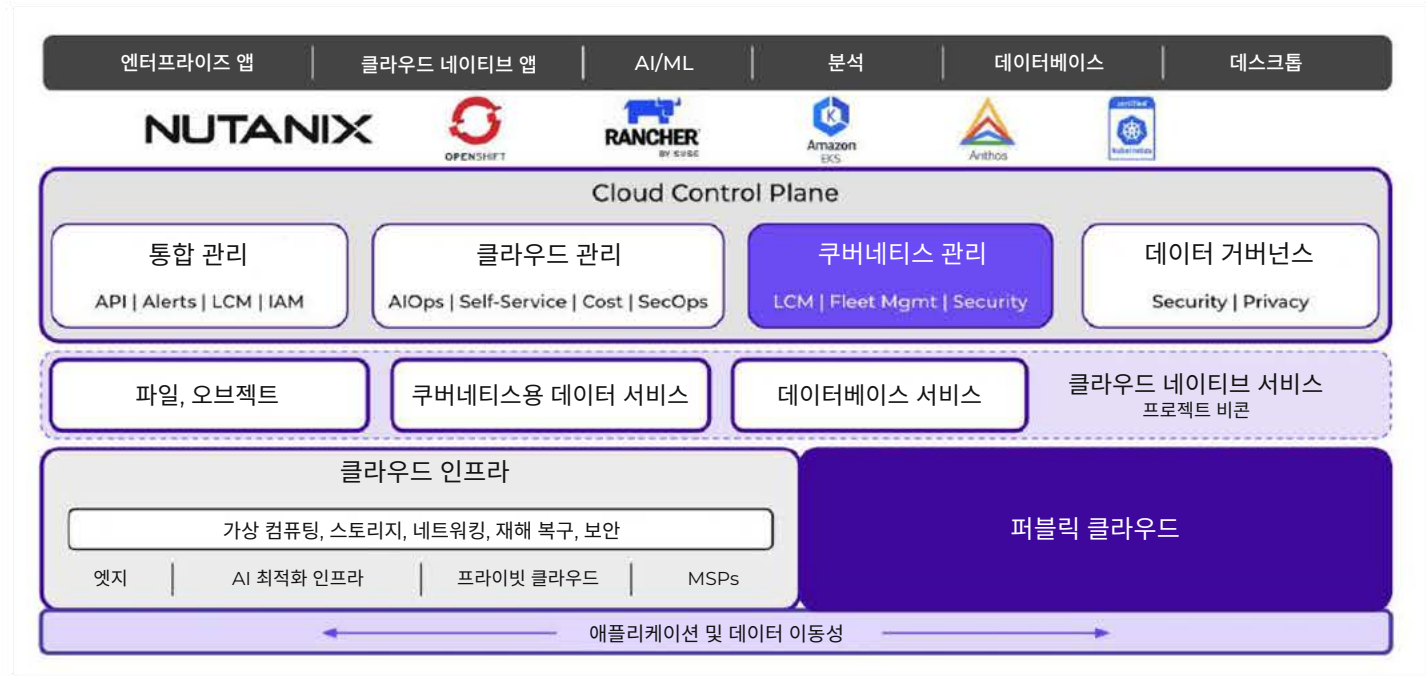 엔터프라이즈 앱 | 클라우드 네이티브 앱 | AI/ML | 분석 | 데이터베이스 | 데스크톱
NUTANIX
OPENSHIFT
RANCHER
BY SUSE
Amazon
EKS
Anthos
certified
kubernetes
Cloud Control Plane
통합 관리
API | Alerts | LCM | IAM
클라우드 관리
AIOps | Self-Service | Cost | SecOps
쿠버네티스 관리
LCM | Fleet Mgmt | Security
데이터 거버넌스
Security | Privacy
파일, 오브젝트
쿠버네티스용 데이터 서비스
데이터베이스 서비스
클라우드 네이티브 서비스
프로젝트 비콘
클라우드 인프라
가상 컴퓨팅, 스토리지, 네트워킹, 재해 복구, 보안
엣지 | AI 최적화 인프라 | 프라이빗 클라우드 | MSPs
퍼블릭 클라우드
애플리케이션 및 데이터 이동성